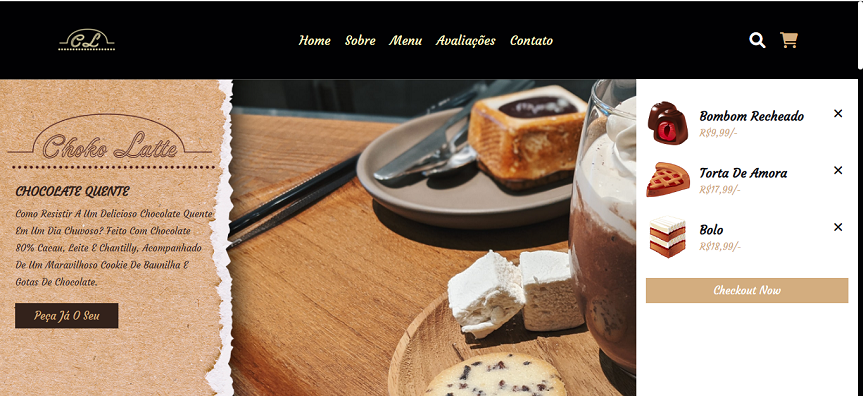 CL
Home Sobre Menu Avaliações Contato
Choko Latte
CHOCOLATE QUENTE
Como Resistir A Um Delicioso Chocolate Quente
Em Um Dia Chuvoso? Feito Com Chocolate
80% Cacau, Leite E Chantilly, Acompanhado
De Um Maravilhoso Cookie De Baunilha E
Gotas De Chocolate.
Peça Já O Seu
Bombom Recheado
R$9,99/-
Torta De Amora
R$17,99/-
Bolo
R$18,99/-
Checkout Now